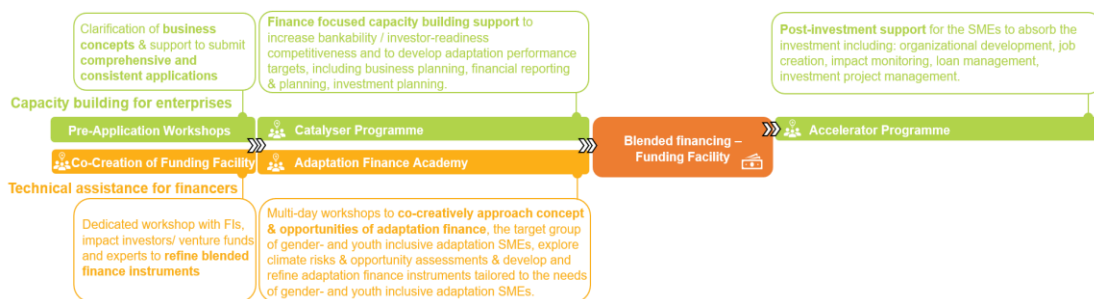 Clarification of business
concepts & support to submit
comprehensive and
consistent applications
Finance focused capacity building support to
increase bankability / investor-readiness
competitiveness and to develop adaptation performance
targets, including business planning, financial reporting
& planning, investment planning.
Post-investment support for the SMEs to absorb the
investment including: organizational development, job
creation, impact monitoring, loan management,
investment project management.
Capacity building for enterprises
Pre-Application Workshops
Catalyser Programme
Blended financing –
Funding Facility
Accelerator Programme
Co-Creation of Funding Facility
Adaptation Finance Academy
Technical assistance for financers
Dedicated workshop with FIs,
impact investors/ venture funds
and experts to refine blended
finance instruments
Multi-day workshops to co-creatively approach concept
& opportunities of adaptation finance, the target group
of gender- and youth inclusive adaptation SMEs, explore
climate risks & opportunity assessments & develop and
refine adaptation finance instruments tailored to the needs
of gender- and youth inclusive adaptation SMEs.